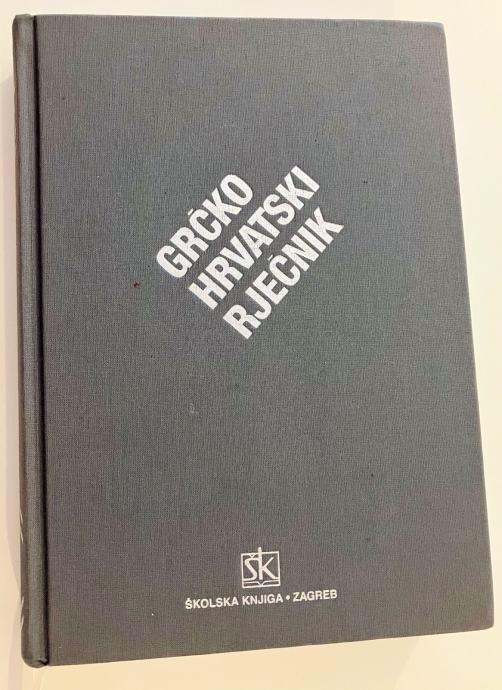 GRČKO
HRVATSKI
RJEČNIK
šk
ŠKOLSKA KNJIGA • ZAGREB